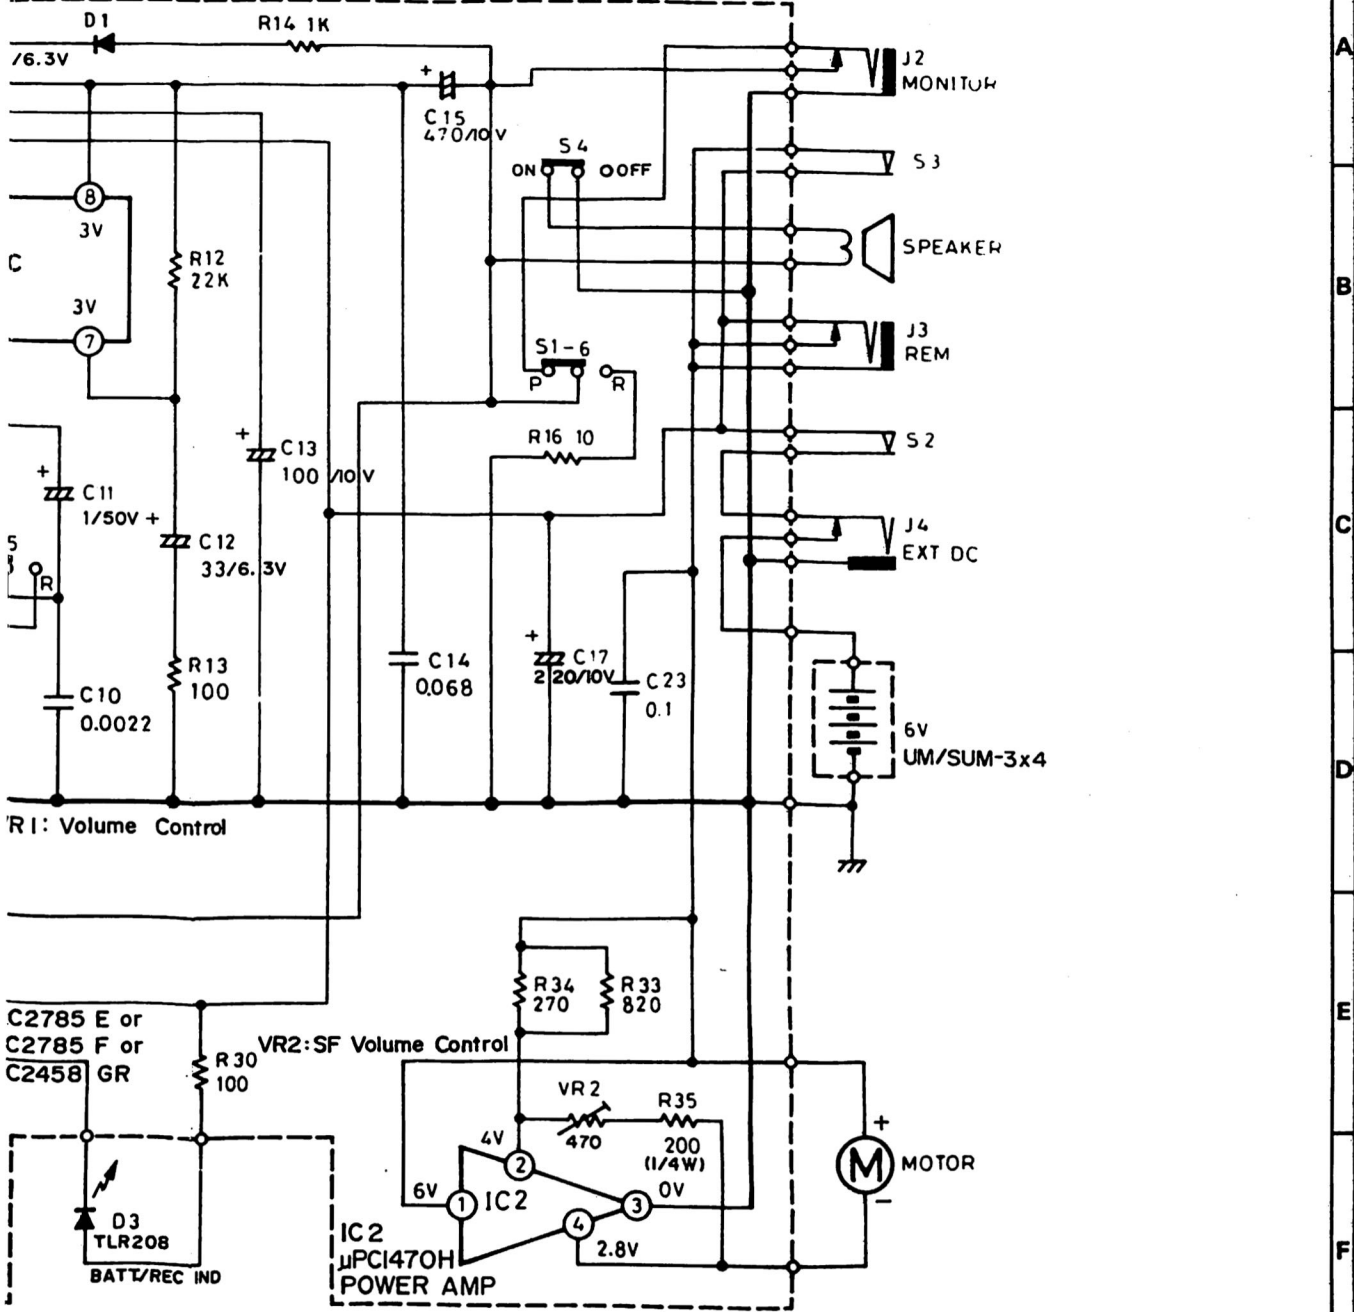 D1
R14 1K
/6.3V
+
C15
470/10V
J2
MONITOR
A
S4
ON
OFF
S3
8
3V
C
3V
7
R12
22K
SPEAKER
B
S1-6
P
R
J3
REM
R16 10
+
C13
100/10V
S2
+
C11
1/50V
+
C12
33/6.3V
5
R
J4
EXT DC
C
R13
100
C10
0.0022
C14
0.068
+
C17
220/10V
C23
0.1
6V
UM/SUM-3x4
D
VR1: Volume Control
R34
270
R33
820
E
C2785 E or
C2785 F or
C2458 GR
R30
100
VR2:SF Volume Control
VR2
470
R35
200
(1/4W)
4V
2
6V
1
IC2
3
0V
4
2.8V
+
M
MOTOR
−
D3
TLR208
BATT/REC IND
IC2
μPC1470H
POWER AMP
F